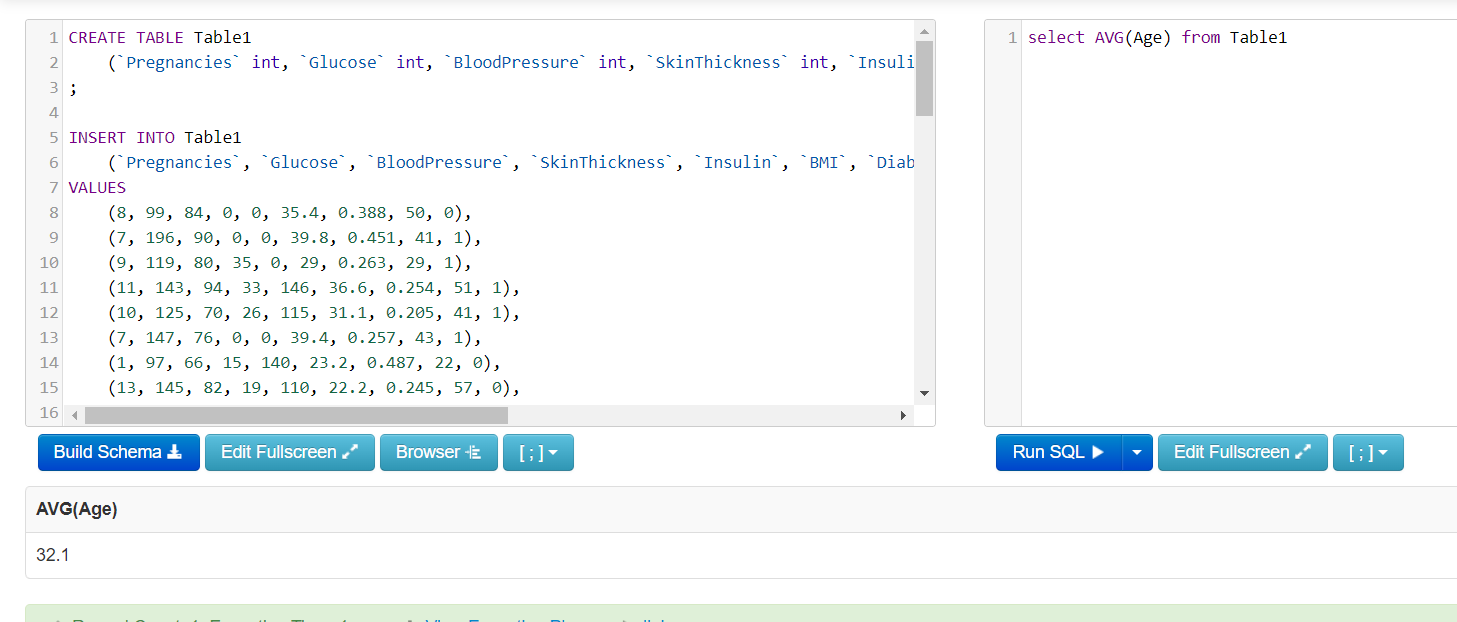 1 CREATE TABLE Table1
2 (`Pregnancies` int, `Glucose` int, `BloodPressure` int, `SkinThickness` int, `Insuli
3 ;
4
5 INSERT INTO Table1
6 (`Pregnancies`, `Glucose`, `BloodPressure`, `SkinThickness`, `Insulin`, `BMI`, `Diab
7 VALUES
8 (8, 99, 84, 0, 0, 35.4, 0.388, 50, 0),
9 (7, 196, 90, 0, 0, 39.8, 0.451, 41, 1),
10 (9, 119, 80, 35, 0, 29, 0.263, 29, 1),
11 (11, 143, 94, 33, 146, 36.6, 0.254, 51, 1),
12 (10, 125, 70, 26, 115, 31.1, 0.205, 41, 1),
13 (7, 147, 76, 0, 0, 39.4, 0.257, 43, 1),
14 (1, 97, 66, 15, 140, 23.2, 0.487, 22, 0),
15 (13, 145, 82, 19, 110, 22.2, 0.245, 57, 0),
16
1 select AVG(Age) from Table1
Build Schema Edit Fullscreen Browser [ ; ]
Run SQL Edit Fullscreen [ ; ]
AVG(Age)
32.1